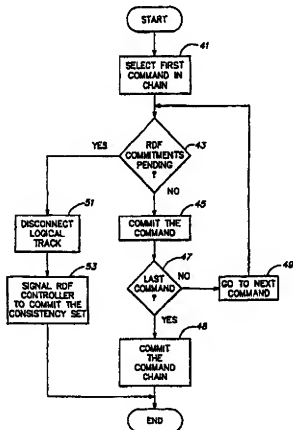 START
41
SELECT FIRST
COMMAND IN
CHAIN
YES
RDF
COMMITMENTS
PENDING
?
43
NO
51
DISCONNECT
LOGICAL
TRACK
45
COMMIT THE
COMMAND
53
SIGNAL RDF
CONTROLLER
TO COMMIT THE
CONSISTENCY SET
47
LAST
COMMAND
?
NO
49
GO TO NEXT
COMMAND
YES
48
COMMIT
THE
COMMAND
CHAIN
END